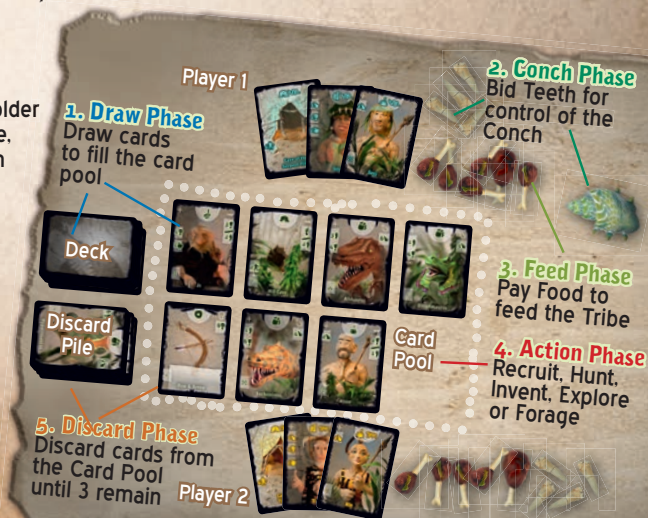 older
e,
n
Player 1
1. Draw Phase
Draw cards
to fill the card
pool
2. Conch Phase
Bid Teeth for
control of the
Conch
Deck
3. Feed Phase
Pay Food to
feed the Tribe
Discard
Pile
Card
Pool
4. Action Phase
Recruit, Hunt,
Invent, Explore
or Forage
5. Discard Phase
Discard cards from
the Card Pool
until 3 remain
Player 2